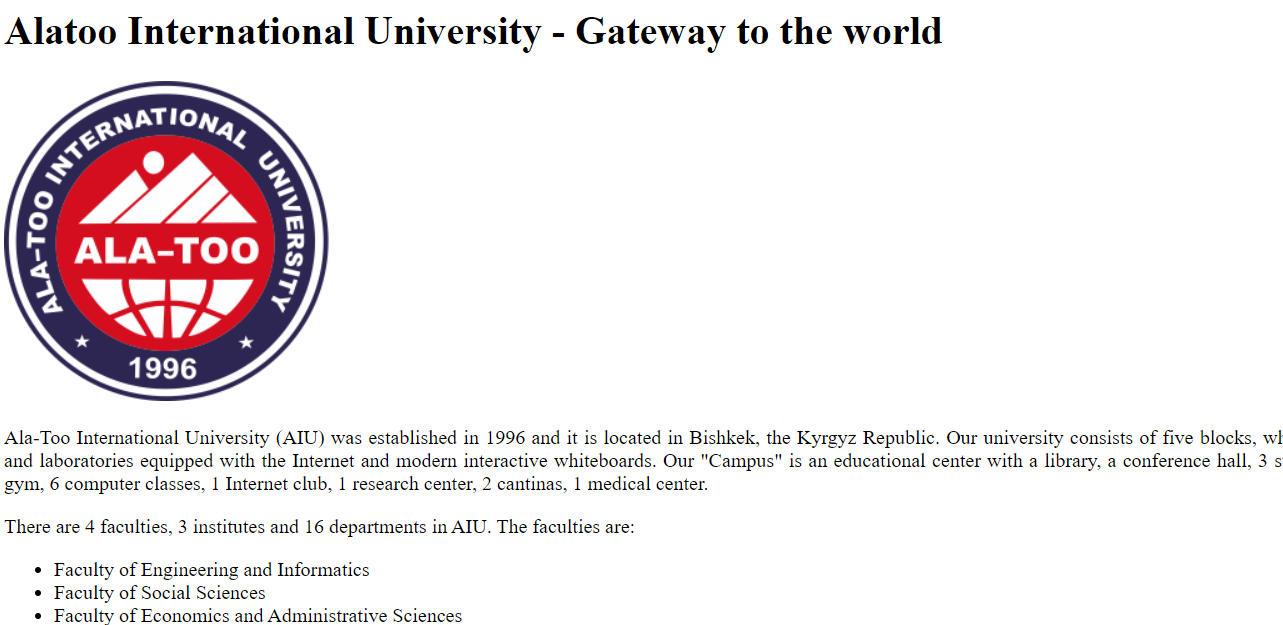 Alatoo International University - Gateway to the world
ALA-TOO INTERNATIONAL UNIVERSITY
ALA-TOO
1996
Ala-Too International University (AIU) was established in 1996 and it is located in Bishkek, the Kyrgyz Republic. Our university consists of five blocks,
and laboratories equipped with the Internet and modern interactive whiteboards. Our "Campus" is an educational center with a library, a conference hall, 3
gym, 6 computer classes, 1 Internet club, 1 research center, 2 cantinas, 1 medical center.
There are 4 faculties, 3 institutes and 16 departments in AIU. The faculties are:
• Faculty of Engineering and Informatics
• Faculty of Social Sciences
• Faculty of Economics and Administrative Sciences